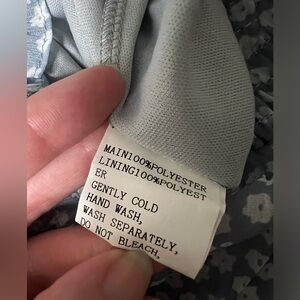 MAIN100%POLYESTER
LINING100%POLYEST
ER
GENTLY COLD
HAND WASH,
WASH SEPARATELY,
DO NOT BLEACH,